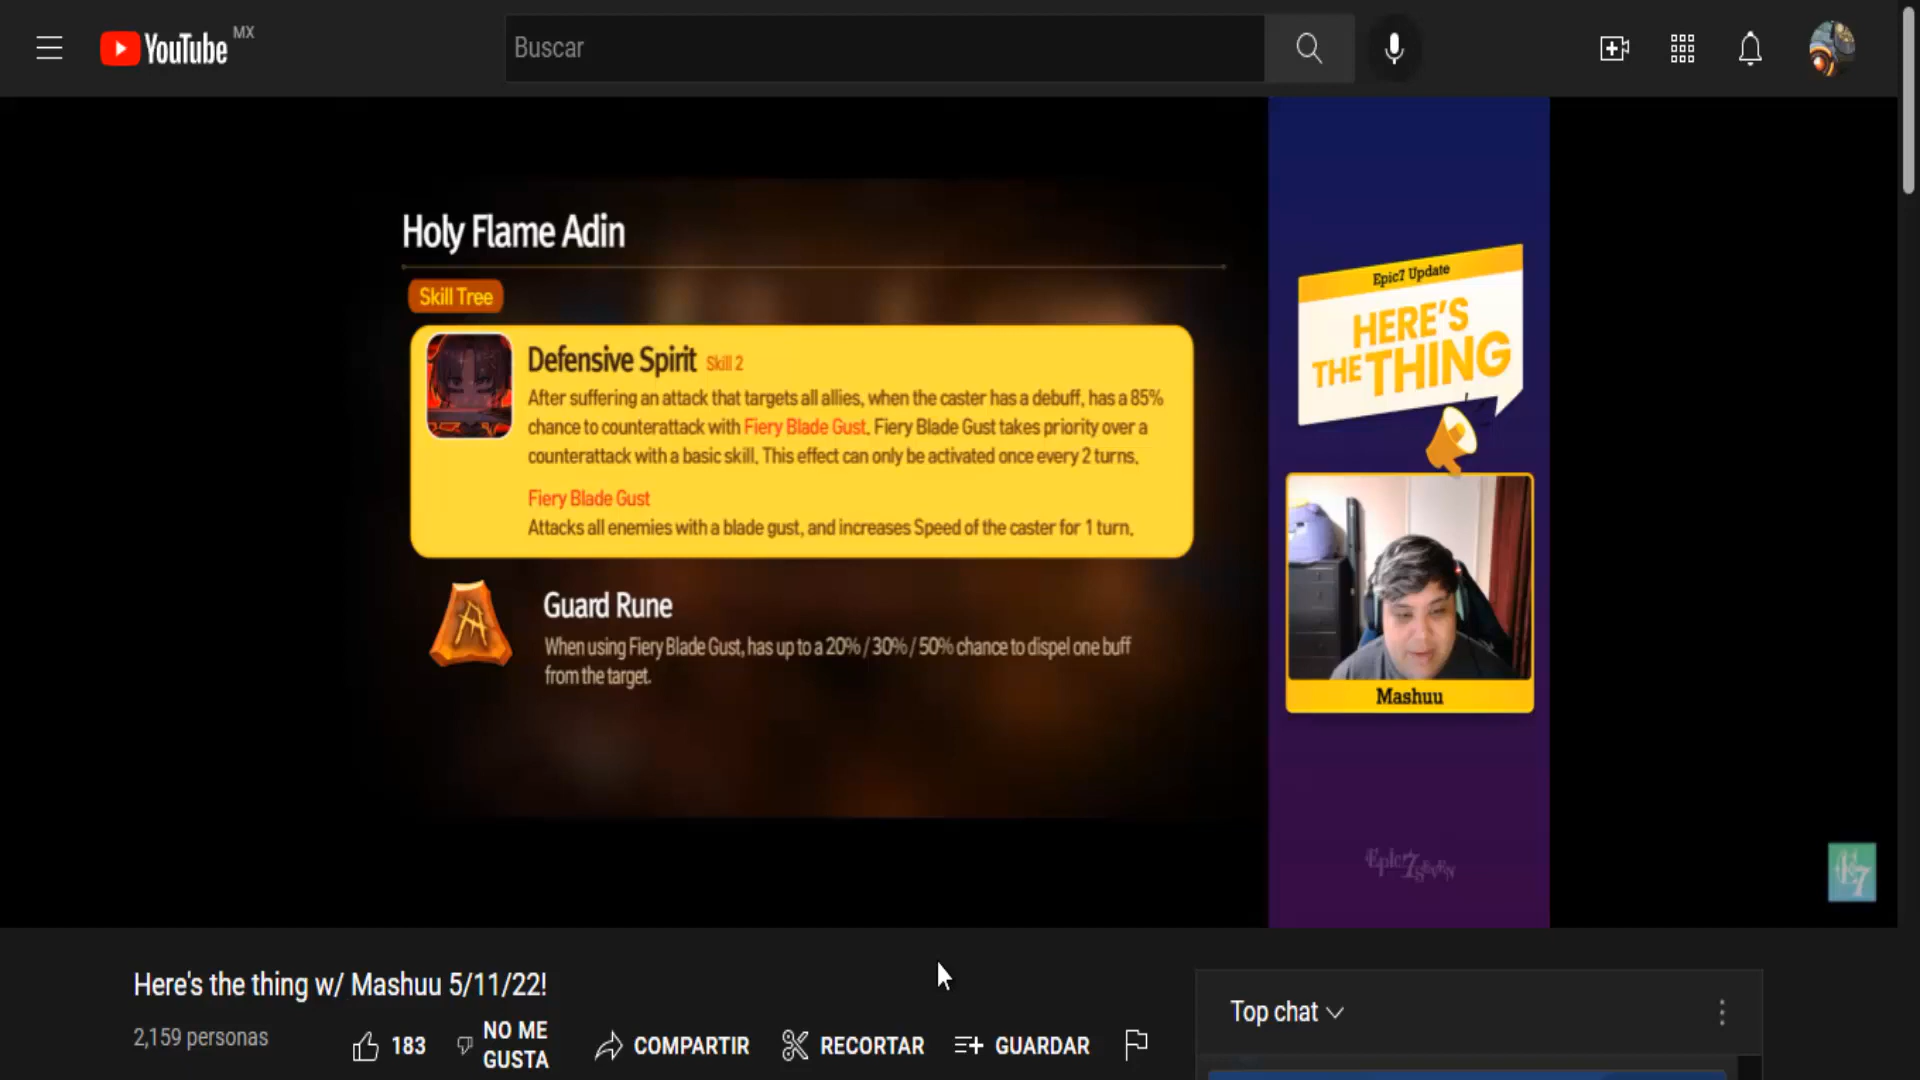 YouTube MX
Buscar
Holy Flame Adin
Skill Tree
Defensive Spirit Skill 2
After suffering an attack that targets all allies, when the caster has a debuff, has a 85%
chance to counterattack with Fiery Blade Gust. Fiery Blade Gust takes priority over a
counterattack with a basic skill. This effect can only be activated once every 2 turns.
Fiery Blade Gust
Attacks all enemies with a blade gust, and increases Speed of the caster for 1 turn.
Guard Rune
When using Fiery Blade Gust, has up to a 20% / 30% / 50% chance to dispel one buff
from the target.
Epic7 Update
HERE'S
THE THING
Mashuu
Epic7 SEVEN
E7
Here's the thing w/ Mashuu 5/11/22!
2,159 personas
183
NO ME
GUSTA
COMPARTIR
RECORTAR
GUARDAR
Top chat